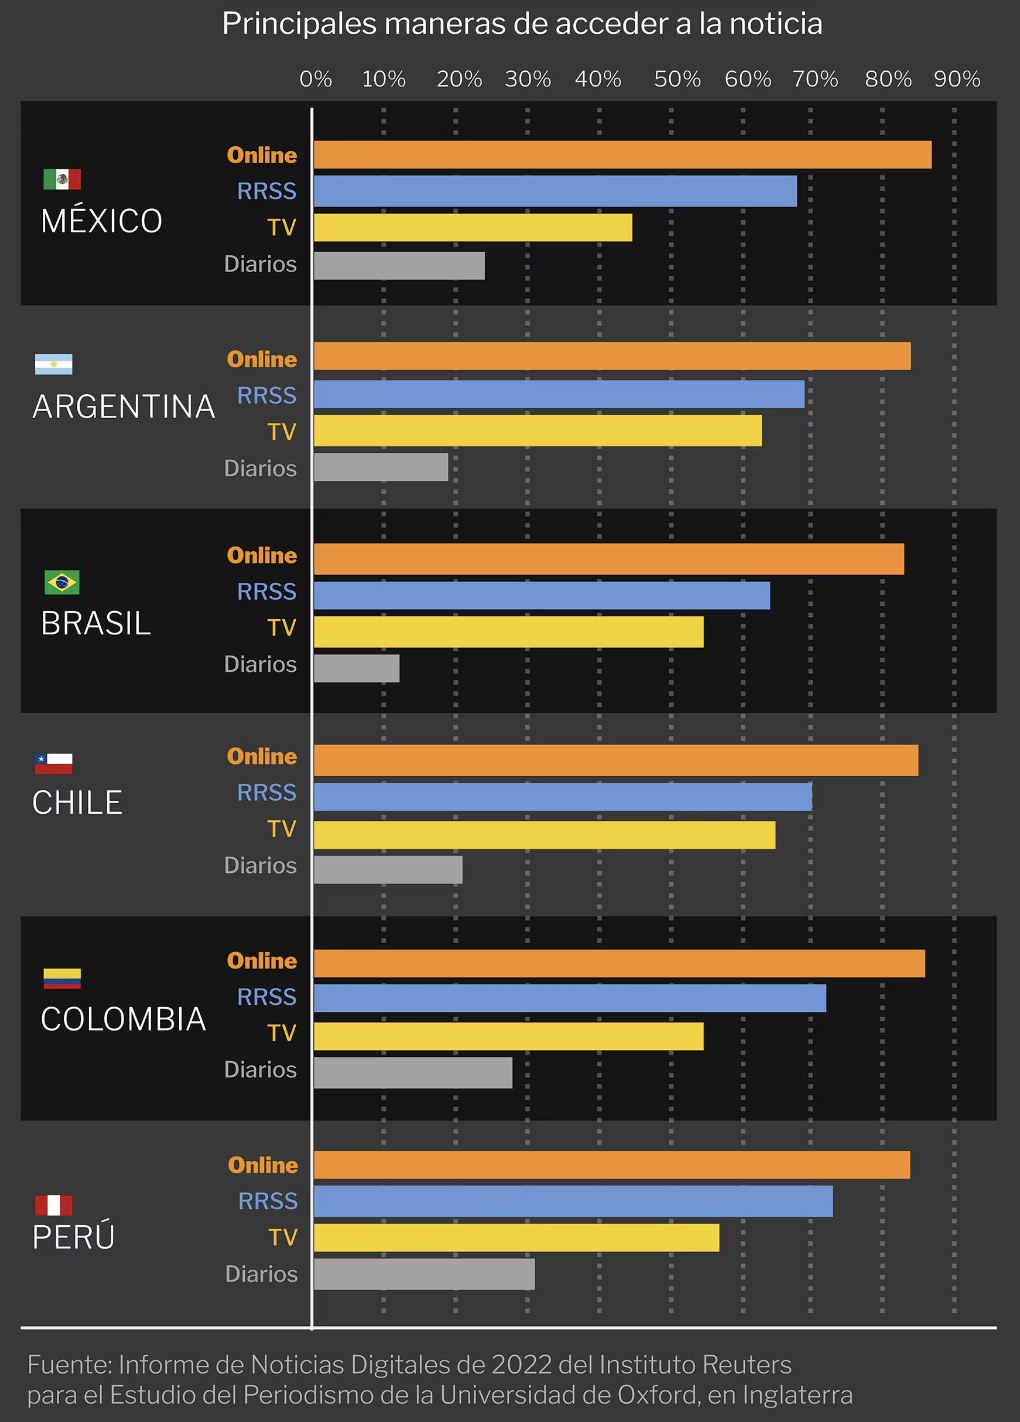 Principales maneras de acceder a la noticia
0% 10% 20% 30% 40% 50% 60% 70% 80% 90%
MÉXICO
Online
RRSS
TV
Diarios
ARGENTINA
Online
RRSS
TV
Diarios
BRASIL
Online
RRSS
TV
Diarios
CHILE
Online
RRSS
TV
Diarios
COLOMBIA
Online
RRSS
TV
Diarios
PERÚ
Online
RRSS
TV
Diarios
Fuente: Informe de Noticias Digitales de 2022 del Instituto Reuters
para el Estudio del Periodismo de la Universidad de Oxford, en Inglaterra